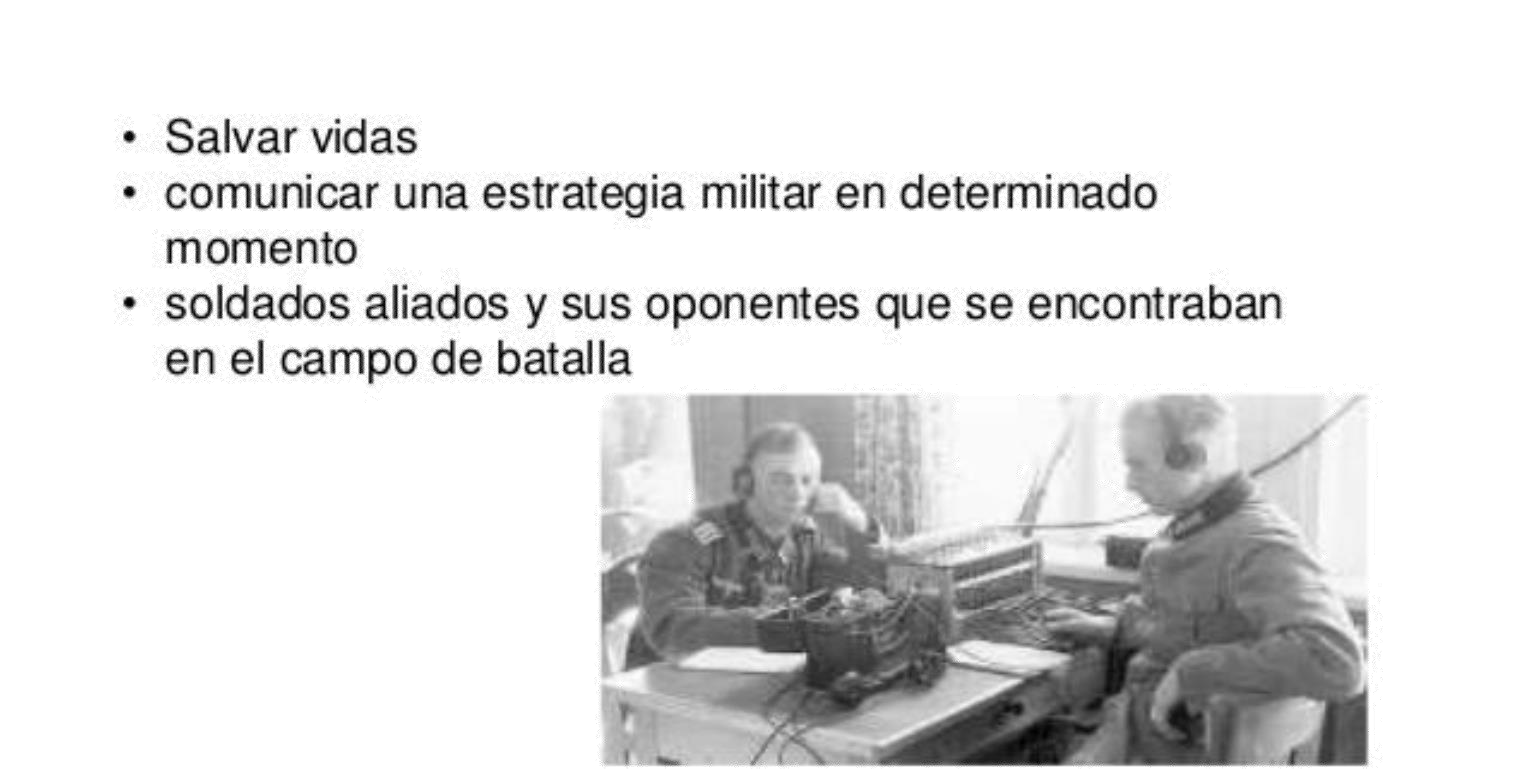 • Salvar vidas
• comunicar una estrategia militar en determinado
momento
• soldados aliados y sus oponentes que se encontraban
en el campo de batalla